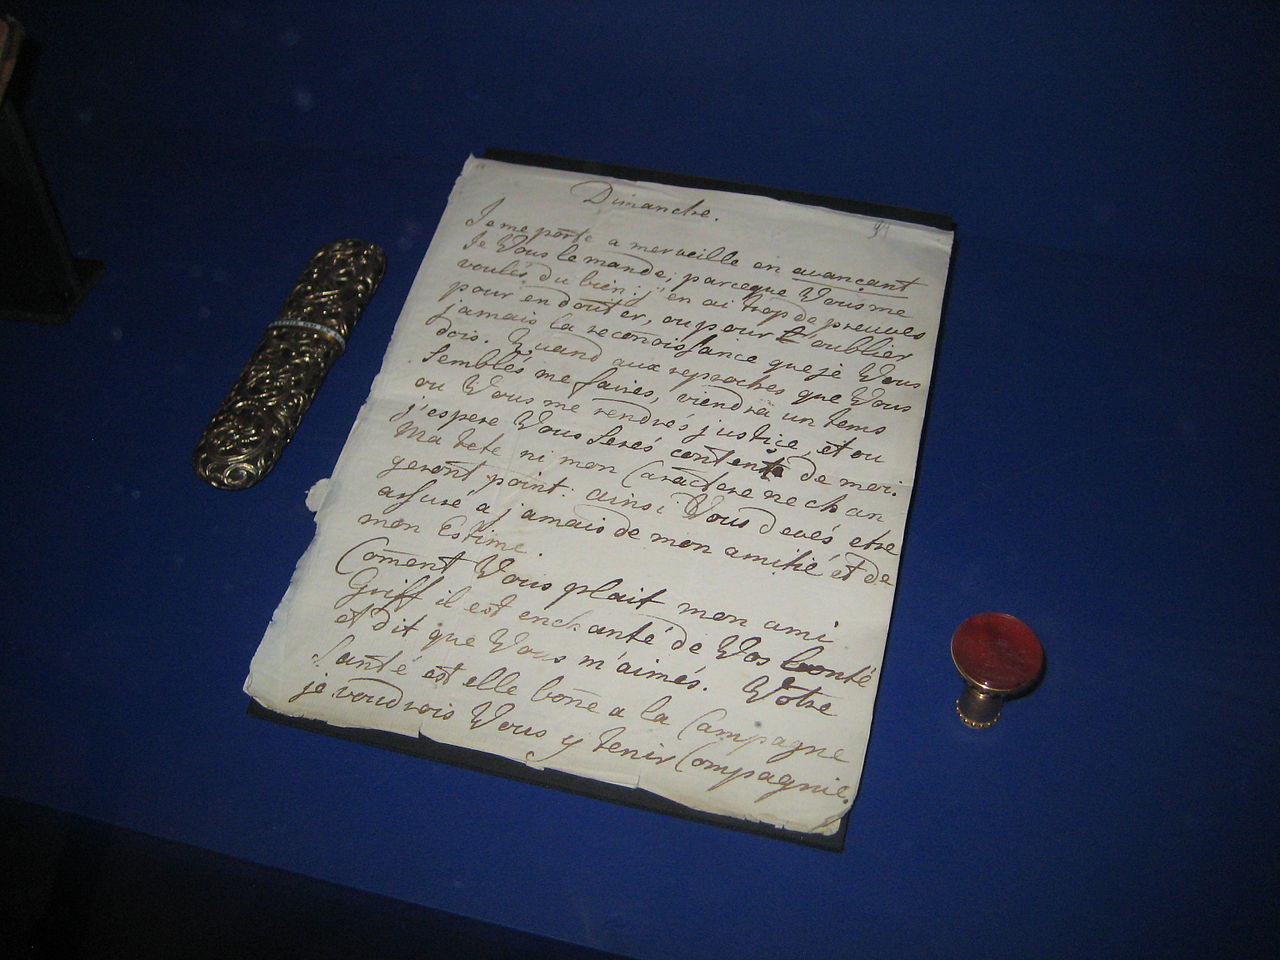 Dimanche.
94
Je me porte a merveille en avançant
Je Vous le mande, parceque Vous me
voulés du bien; j'en ai trop de preuves
pour en douter, ou pour oublier
jamais la reconoissance que je Vous
dois. Quand aux reproches que Vous
Semblés me faires, viendra un tems
ou Vous me rendrés justice, et ou
j'espere Vous Serés contente de moi.
Ma tete ni mon Caractere ne chan
geront point: ainsi Vous devés etre
assuré a jamais de mon amitié et de
mon Estime.
Coment Vous plait mon ami
Griff il est enchanté de Vos bonté
et dit que Vous m'aimés. Votre
Santé est elle bone a la Campagne
je voudrois Vous y tenir Compagnie.